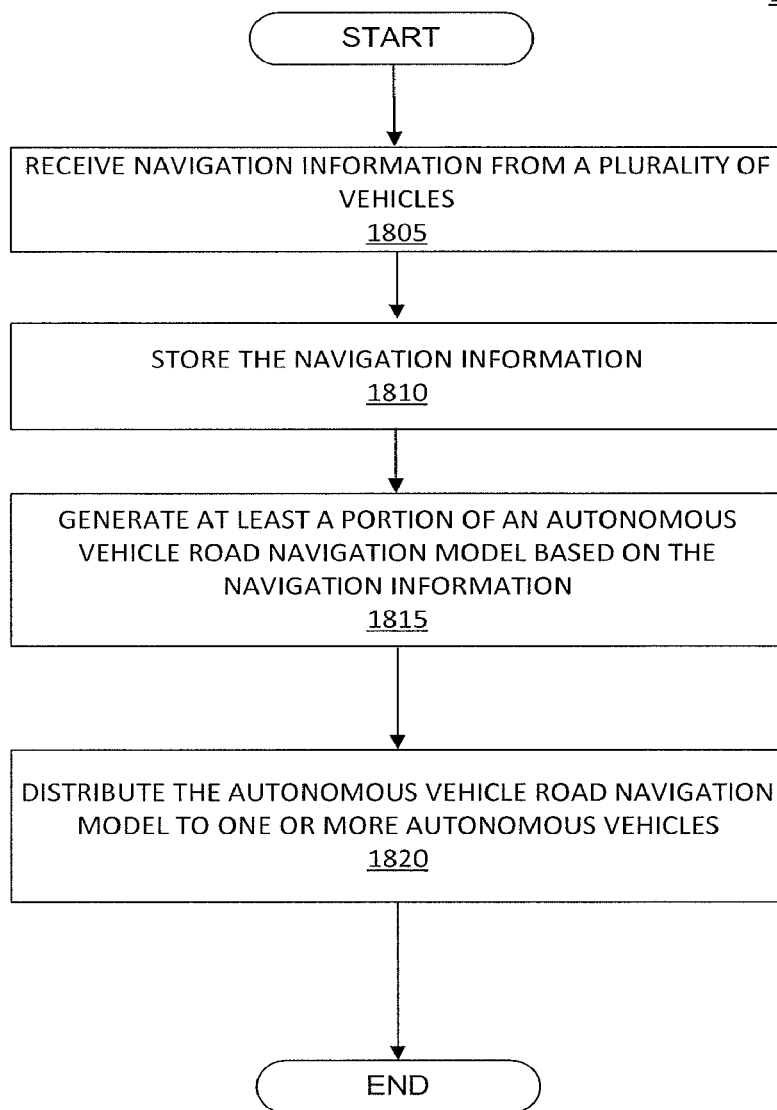 START
RECEIVE NAVIGATION INFORMATION FROM A PLURALITY OF
VEHICLES
1805
STORE THE NAVIGATION INFORMATION
1810
GENERATE AT LEAST A PORTION OF AN AUTONOMOUS
VEHICLE ROAD NAVIGATION MODEL BASED ON THE
NAVIGATION INFORMATION
1815
DISTRIBUTE THE AUTONOMOUS VEHICLE ROAD NAVIGATION
MODEL TO ONE OR MORE AUTONOMOUS VEHICLES
1820
END